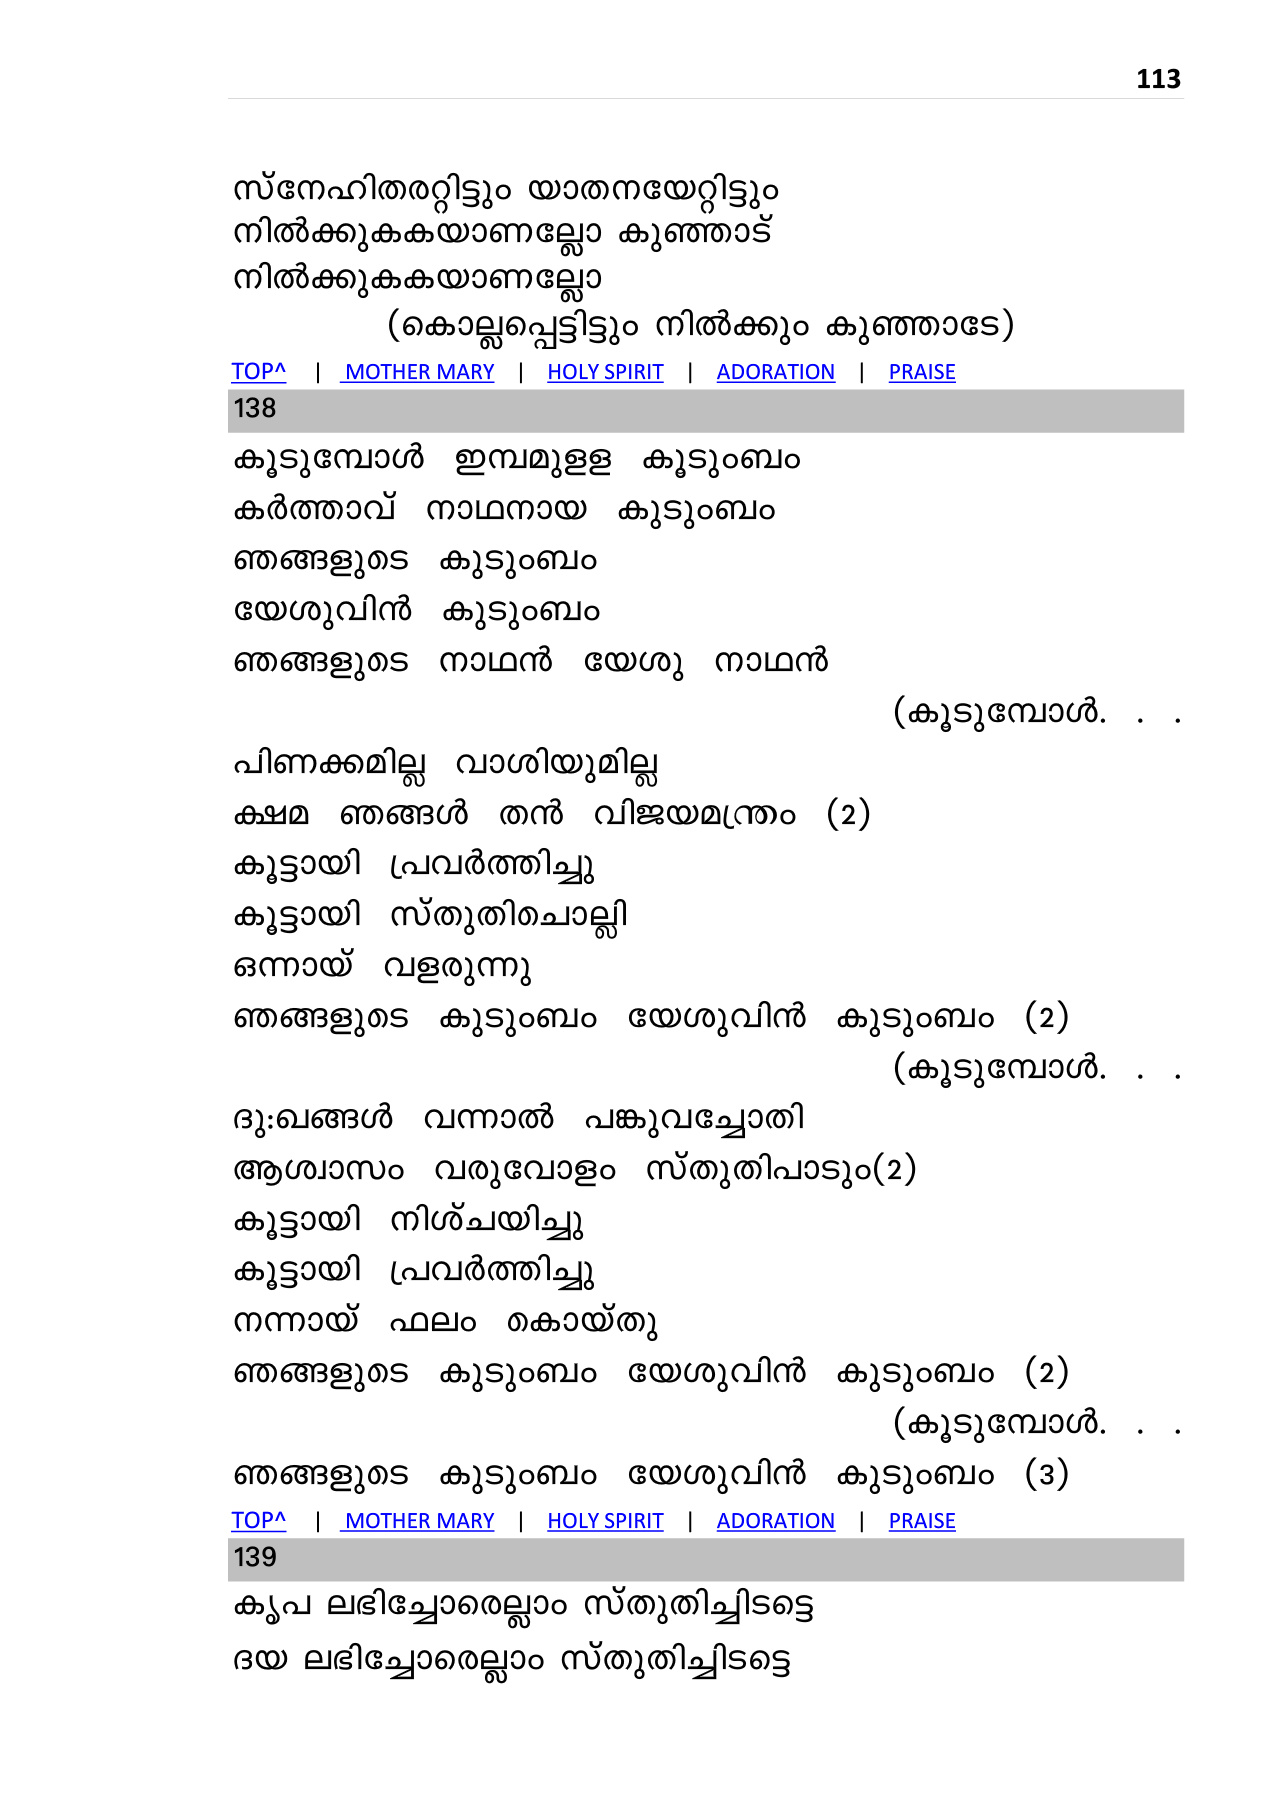 113
സ്നേഹിതരറ്റിട്ടും യാതനയേറ്റിട്ടും
നിൽക്കുകകയാണല്ലോ കുഞ്ഞാട്
നിൽക്കുകകയാണല്ലോ
(കൊല്ലപ്പെട്ടിട്ടും നിൽക്കും കുഞ്ഞാടേ)
TOP^ | MOTHER MARY | HOLY SPIRIT | ADORATION | PRAISE
138
കൂടുമ്പോൾ ഇമ്പമുളള കൂടുംബം
കർത്താവ് നാഥനായ കുടുംബം
ഞങ്ങളുടെ കുടുംബം
യേശുവിൻ കുടുംബം
ഞങ്ങളുടെ നാഥൻ യേശു നാഥൻ
(കൂടുമ്പോൾ. . .
പിണക്കമില്ല വാശിയുമില്ല
ക്ഷമ ഞങ്ങൾ തൻ വിജയമന്ത്രം (2)
കൂട്ടായി പ്രവർത്തിച്ചു
കൂട്ടായി സ്തുതിചൊല്ലി
ഒന്നായ് വളരുന്നു
ഞങ്ങളുടെ കുടുംബം യേശുവിൻ കുടുംബം (2)
(കൂടുമ്പോൾ. . .
ദു:ഖങ്ങൾ വന്നാൽ പങ്കുവച്ചോതി
ആശ്വാസം വരുവോളം സ്തുതിപാടും(2)
കൂട്ടായി നിശ്ചയിച്ചു
കൂട്ടായി പ്രവർത്തിച്ചു
നന്നായ് ഫലം കൊയ്തു
ഞങ്ങളുടെ കുടുംബം യേശുവിൻ കുടുംബം (2)
(കൂടുമ്പോൾ. . .
ഞങ്ങളുടെ കുടുംബം യേശുവിൻ കുടുംബം (3)
TOP^ | MOTHER MARY | HOLY SPIRIT | ADORATION | PRAISE
139
കൃപ ലഭിച്ചോരെല്ലാം സ്തുതിച്ചിടട്ടെ
ദയ ലഭിച്ചോരെല്ലാം സ്തുതിച്ചിടട്ടെ